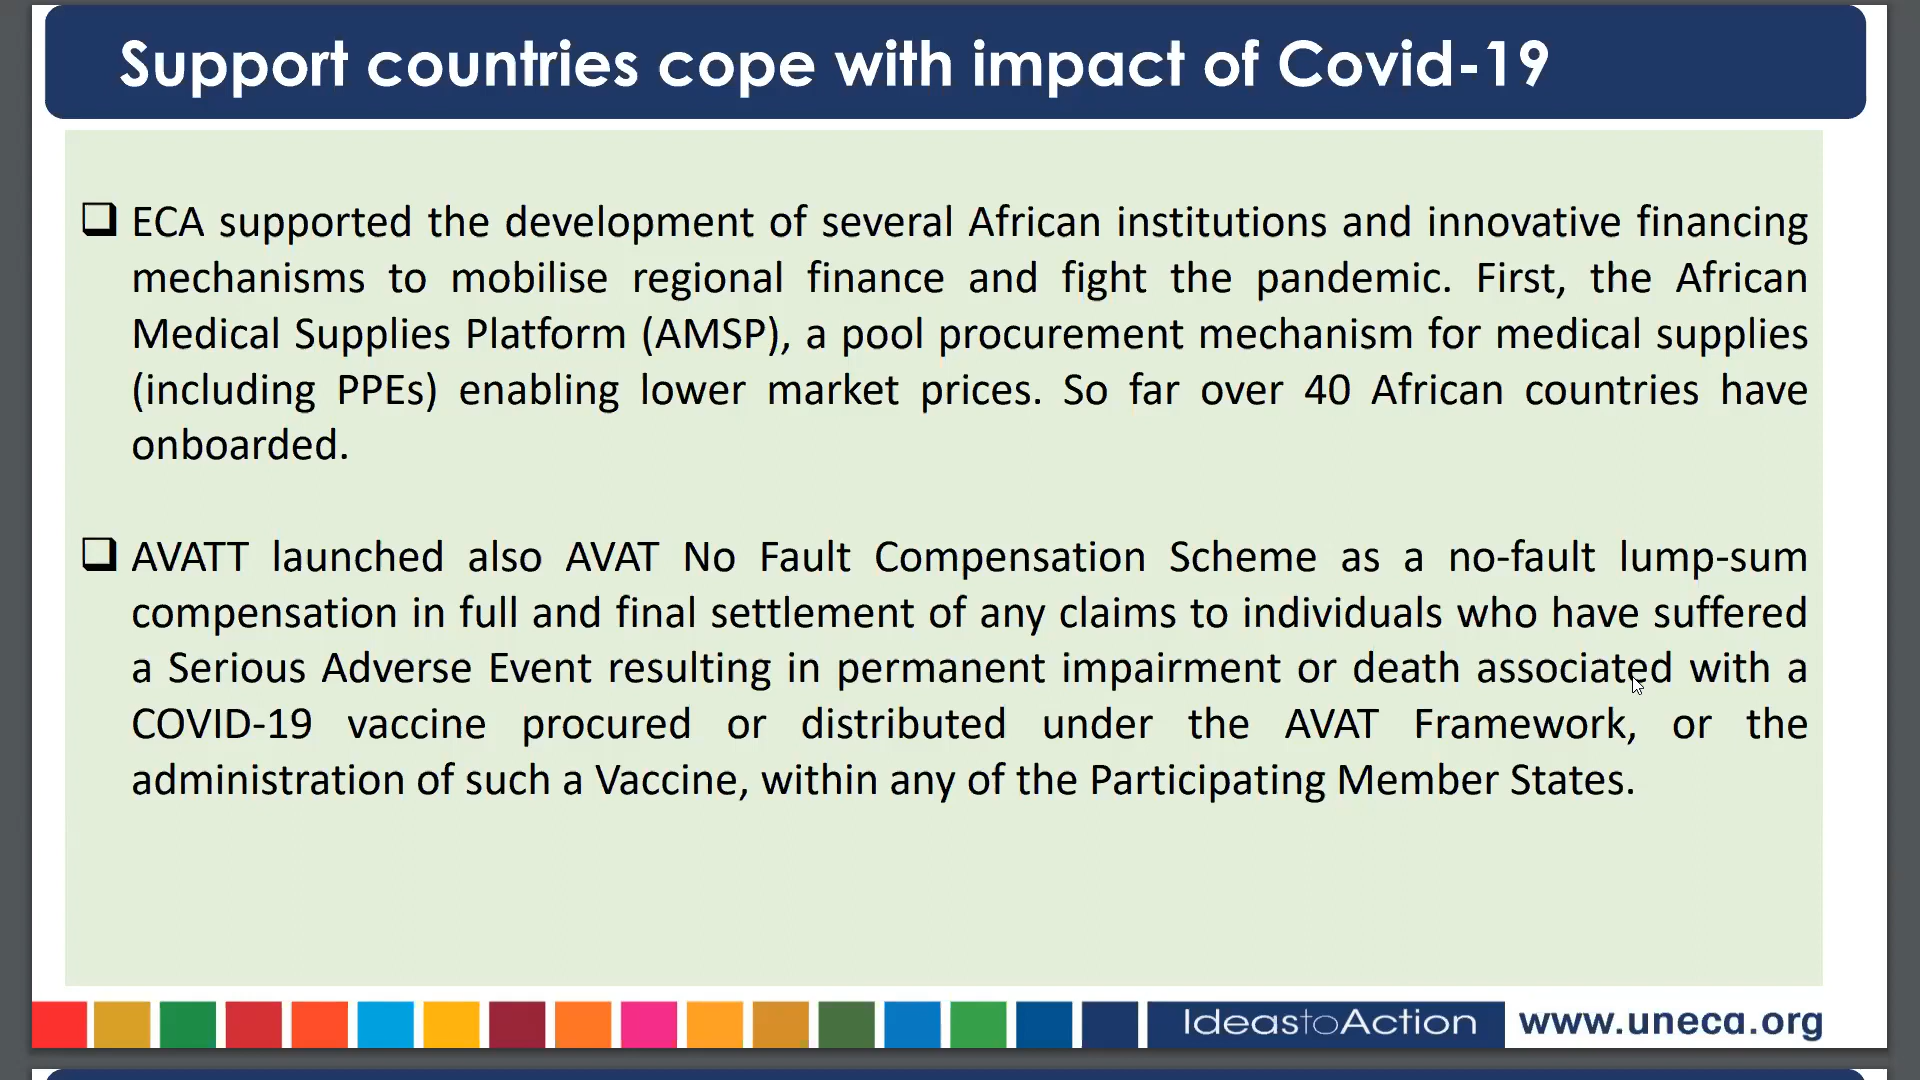 Support countries cope with impact of Covid-19
ECA supported the development of several African institutions and innovative financing
mechanisms to mobilise regional finance and fight the pandemic. First, the African
Medical Supplies Platform (AMSP), a pool procurement mechanism for medical supplies
(including PPEs) enabling lower market prices. So far over 40 African countries have
onboarded.
AVATT launched also AVAT No Fault Compensation Scheme as a no-fault lump-sum
compensation in full and final settlement of any claims to individuals who have suffered
a Serious Adverse Event resulting in permanent impairment or death associated with a
COVID-19 vaccine procured or distributed under the AVAT Framework, or the
administration of such a Vaccine, within any of the Participating Member States.
IdeastoAction www.uneca.org